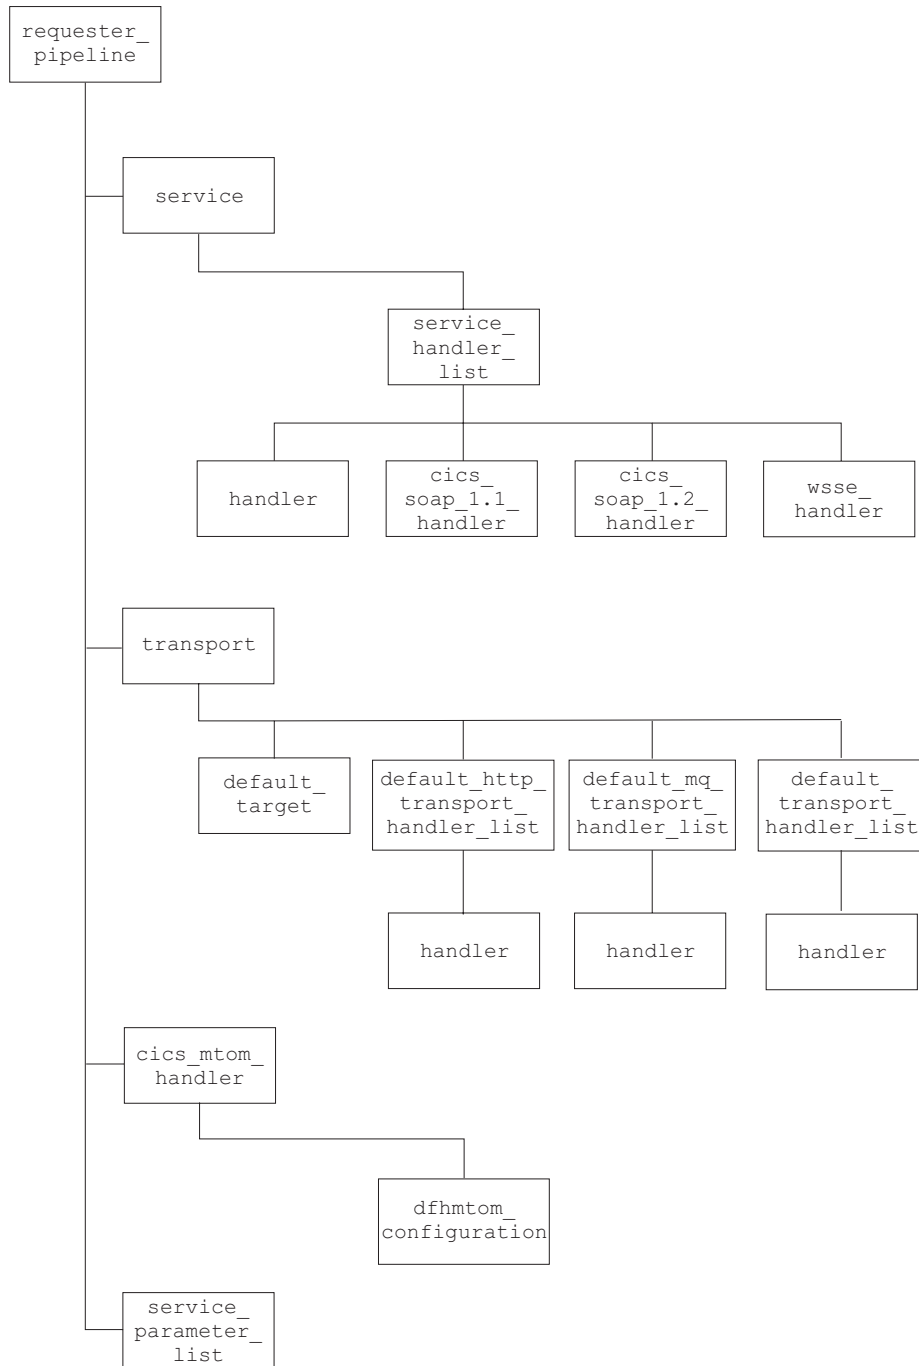 requester_
pipeline
service
service_
handler_
list
handler
cics_
soap_1.1_
handler
cics_
soap_1.2_
handler
wsse_
handler
transport
default_
target
default_http_
transport_
handler_list
default_mq_
transport_
handler_list
default_
transport_
handler_list
handler
handler
handler
cics_mtom_
handler
dfhmtom_
configuration
service_
parameter_
list